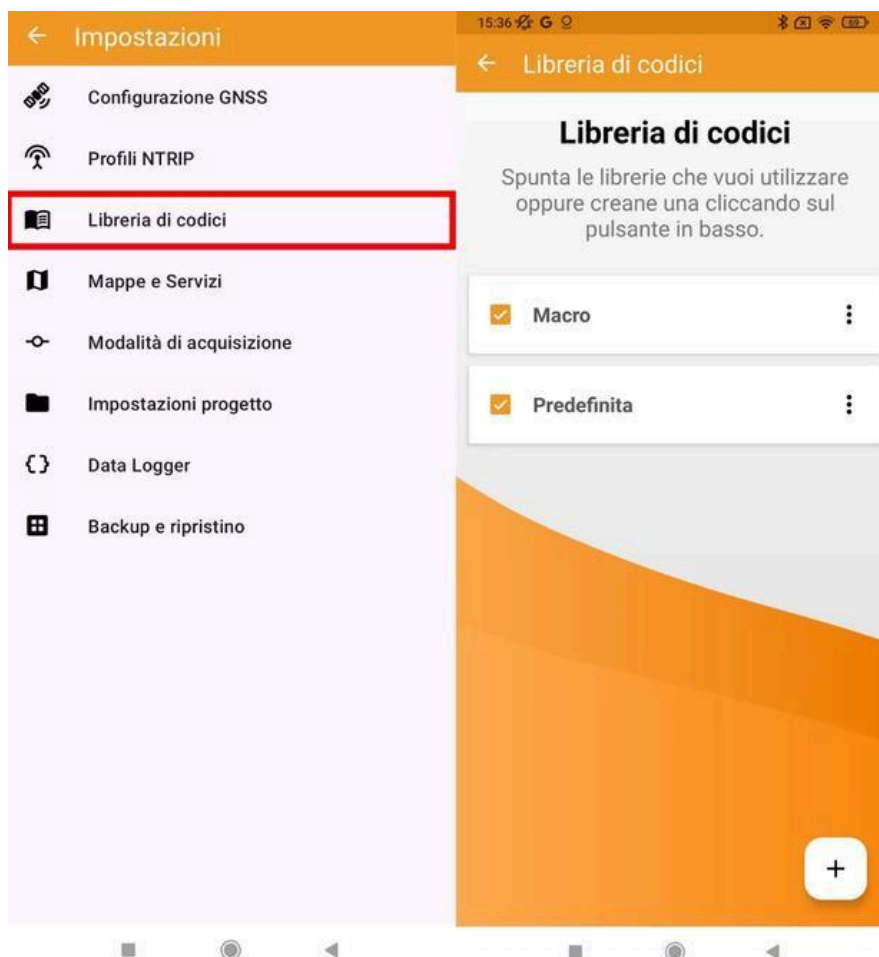 Impostazioni
Configurazione GNSS
Profili NTRIP
Libreria di codici
Mappe e Servizi
Modalità di acquisizione
Impostazioni progetto
Data Logger
Backup e ripristino
15:36 G 69
Libreria di codici
Libreria di codici
Spunta le librerie che vuoi utilizzare
oppure creane una cliccando sul
pulsante in basso.
Macro
Predefinita
+